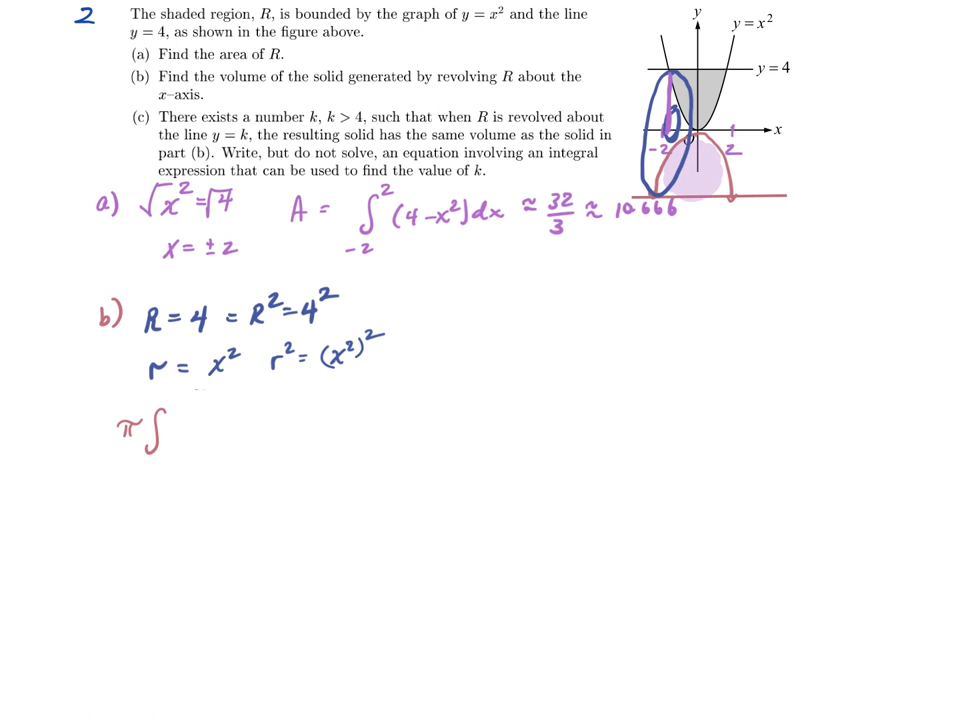 2
The shaded region, R, is bounded by the graph of y = x² and the line
y = 4, as shown in the figure above.
(a) Find the area of R.
(b) Find the volume of the solid generated by revolving R about the
x–axis.
(c) There exists a number k, k > 4, such that when R is revolved about
the line y = k, the resulting solid has the same volume as the solid in
part (b). Write, but do not solve, an equation involving an integral
expression that can be used to find the value of k.
y
y = x²
y = 4
x
-2
2
a) √x² = √4 A = ∫₋₂² (4-x²)dx ≈ 32/3 ≈ 10.666
x = ± 2
b) R = 4 = R² = 4²
r = x² r² = (x²)²
π ∫